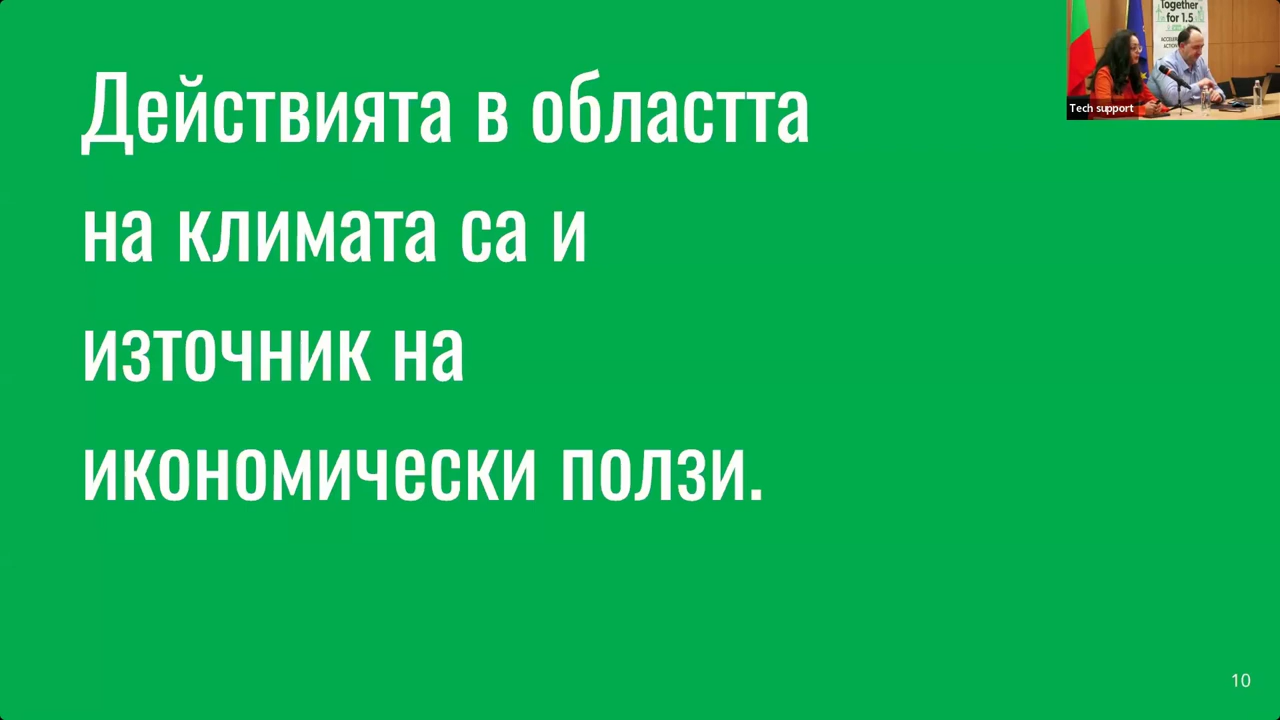 Действията в областта
на климата са и
източник на
икономически ползи.
Together
for 1.5
Tech support
10